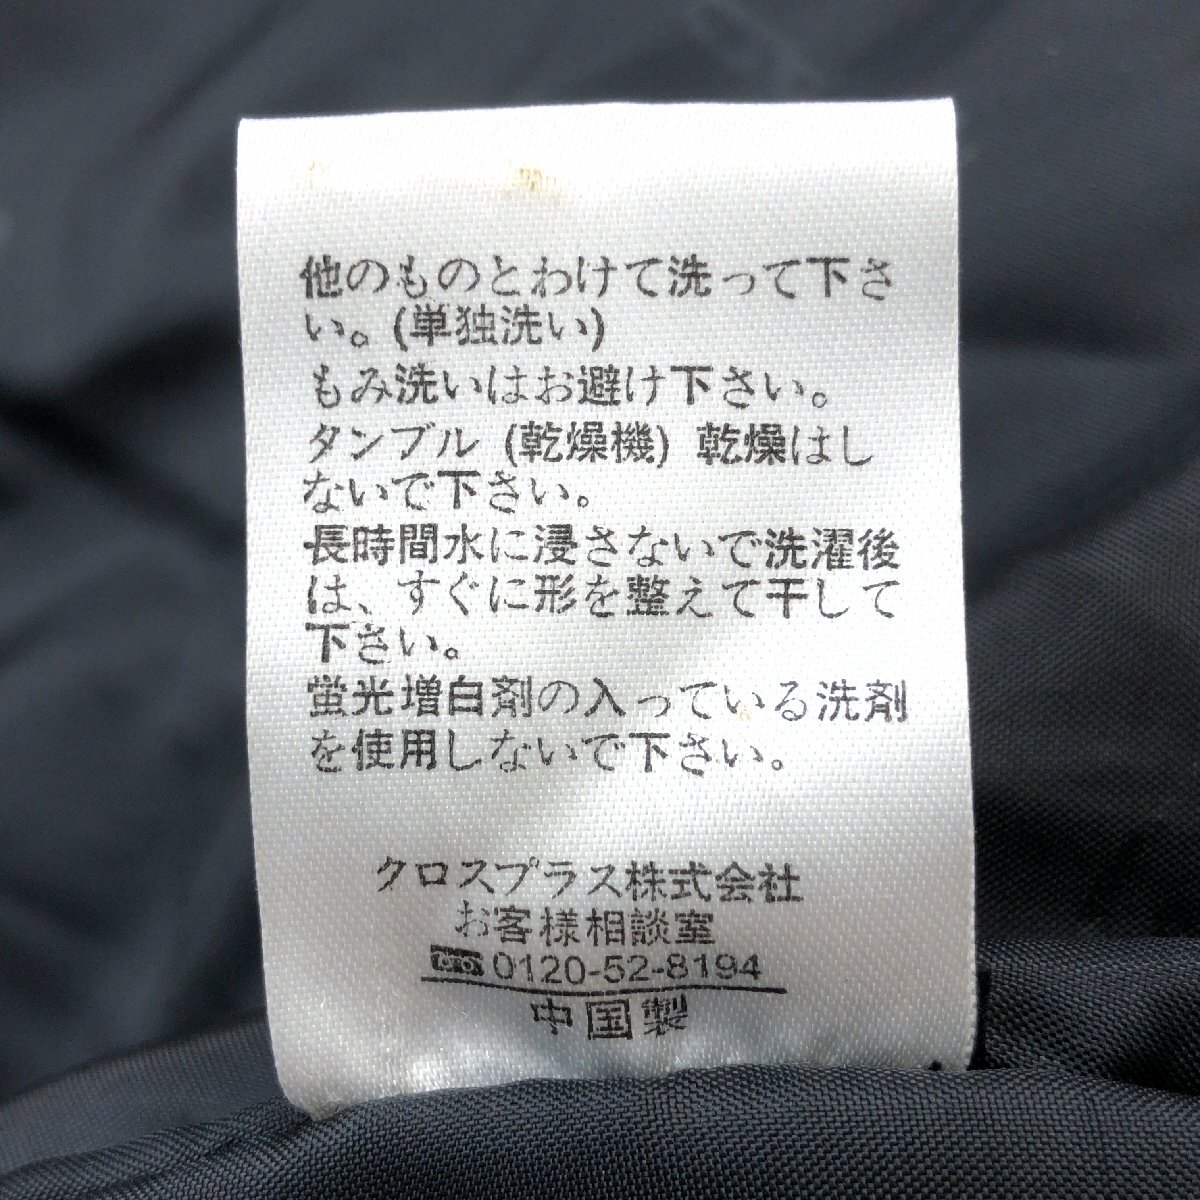 他のものとわけて洗って下さ
い。(単独洗い)
もみ洗いはお避け下さい。
タンブル (乾燥機) 乾燥はし
ないで下さい。
長時間水に浸さないで洗濯後
は、すぐに形を整えて干して
下さい。
蛍光増白剤の入っている洗剤
を使用しないで下さい。
クロスプラス株式会社
お客様相談室
0120-52-8194
中国製